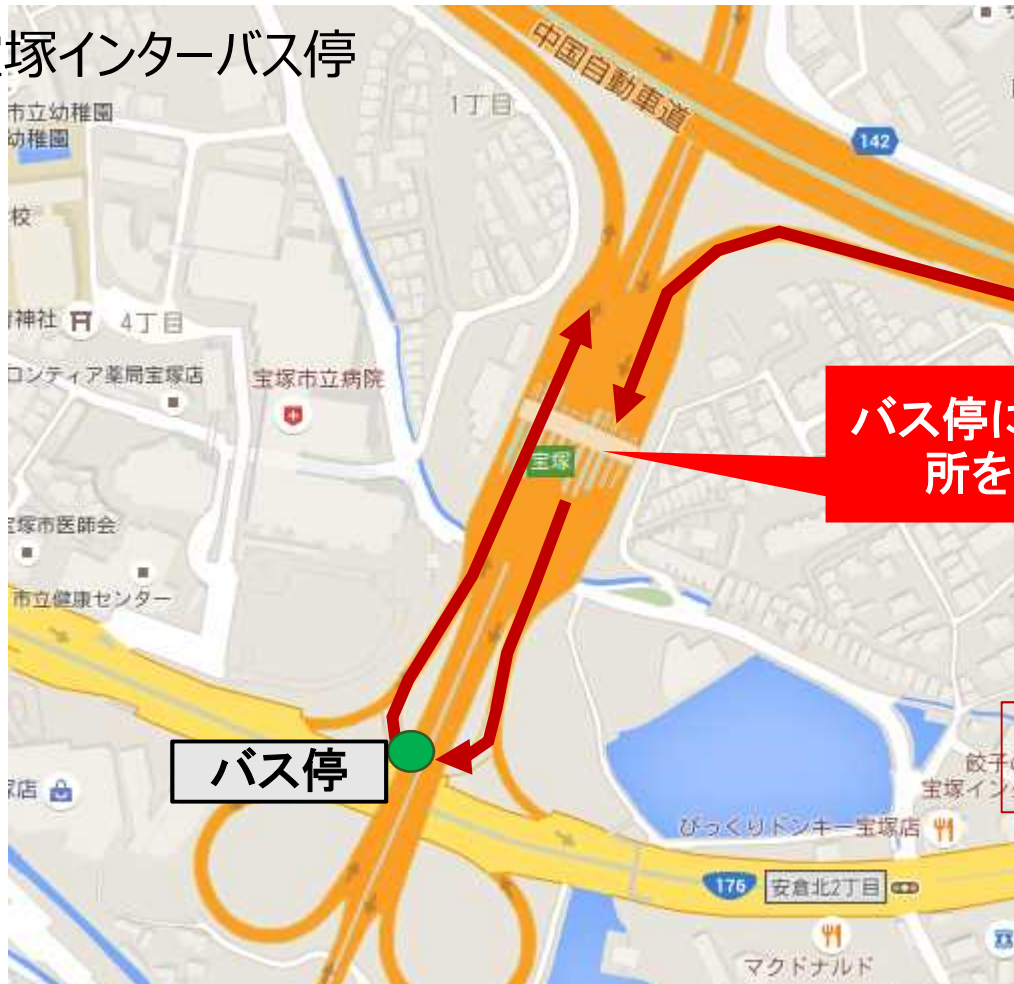 塚インターバス停
中国自動車道
1丁目
142
市立幼稚園
幼稚園
校
神社
4丁目
ロンティア薬局宝塚店
宝塚市立病院
バス停に
所を
宝塚
塚市医師会
市立健康センター
バス停
店
餃子の
宝塚イン
びっくりドンキー宝塚店
176
安倉北2丁目
マクドナルド